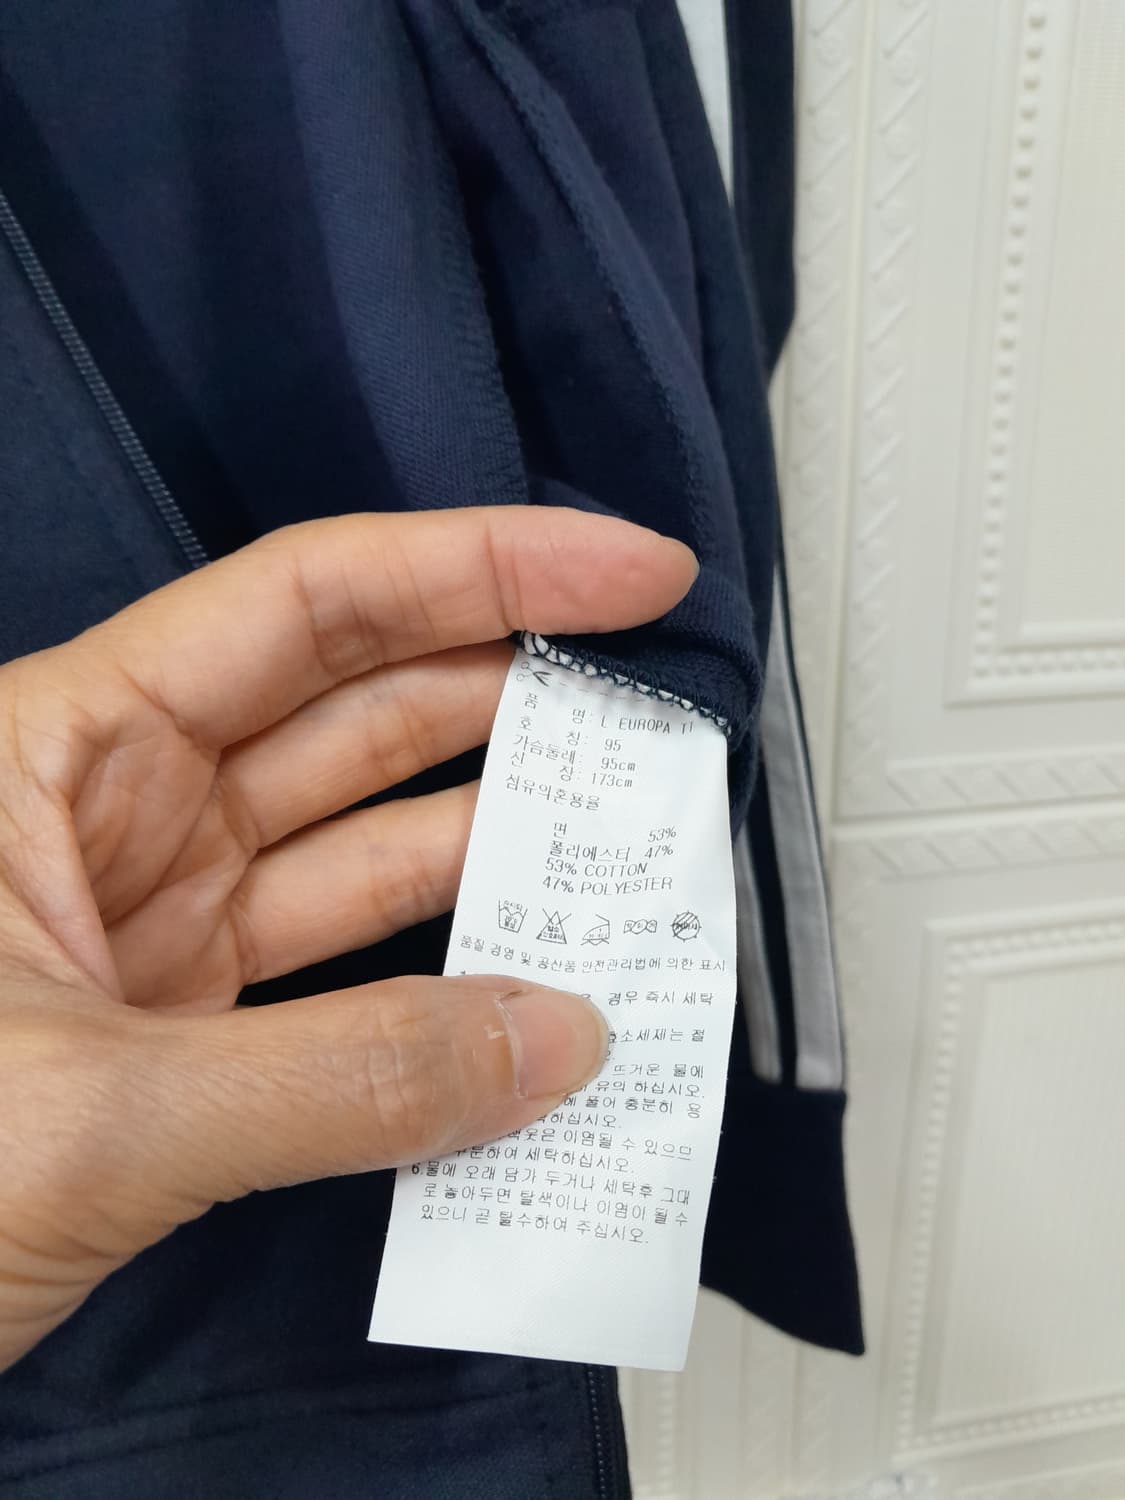 품 명: L EUROPA TI
호 칭: 95
가슴둘레: 95cm
신 장: 173cm
섬유의혼용율
면 53%
폴리에스터 47%
53% COTTON
47% POLYESTER
품질 경영 및 공산품 안전관리법에 의한 표시
경우 즉시 세탁
효소세제는 절
뜨거운 물에
유의 하십시오.
풀어 충분히 용
하십시오.
색옷은 이염될 수 있으므
구분하여 세탁하십시오.
6.물에 오래 담가 두거나 세탁후 그대
로 놓아두면 탈색이나 이염이 될 수
있으니 곧 탈수하여 주십시오.